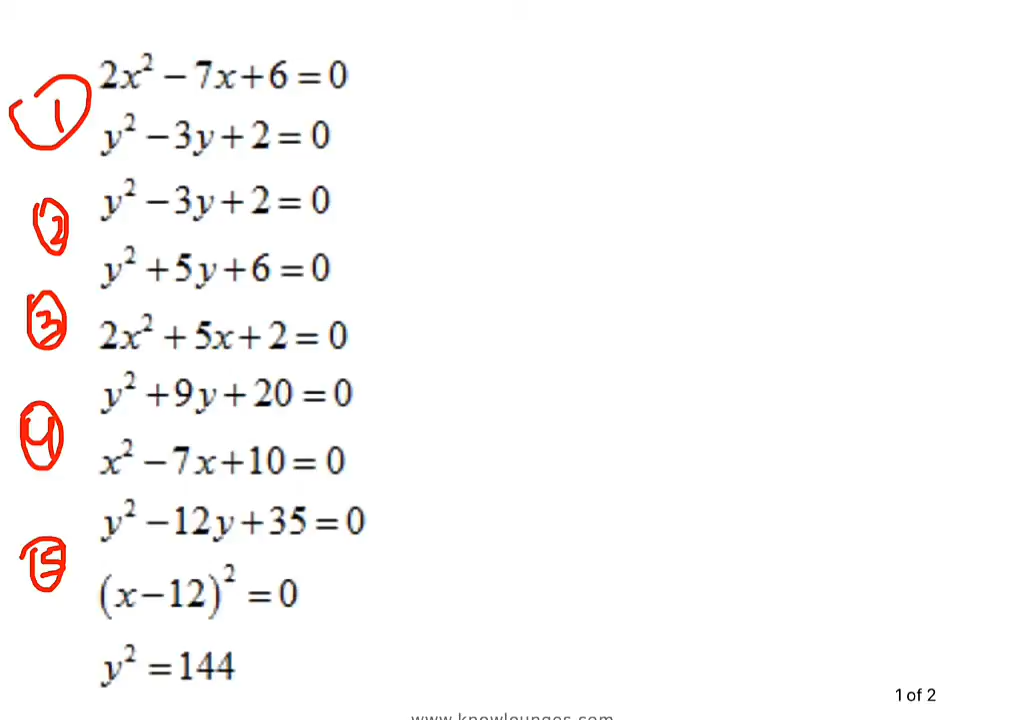 1
2x² − 7x + 6 = 0
y² − 3y + 2 = 0
2
y² − 3y + 2 = 0
y² + 5y + 6 = 0
3
2x² + 5x + 2 = 0
y² + 9y + 20 = 0
4
x² − 7x + 10 = 0
y² − 12y + 35 = 0
5
(x − 12)² = 0
y² = 144
1 of 2